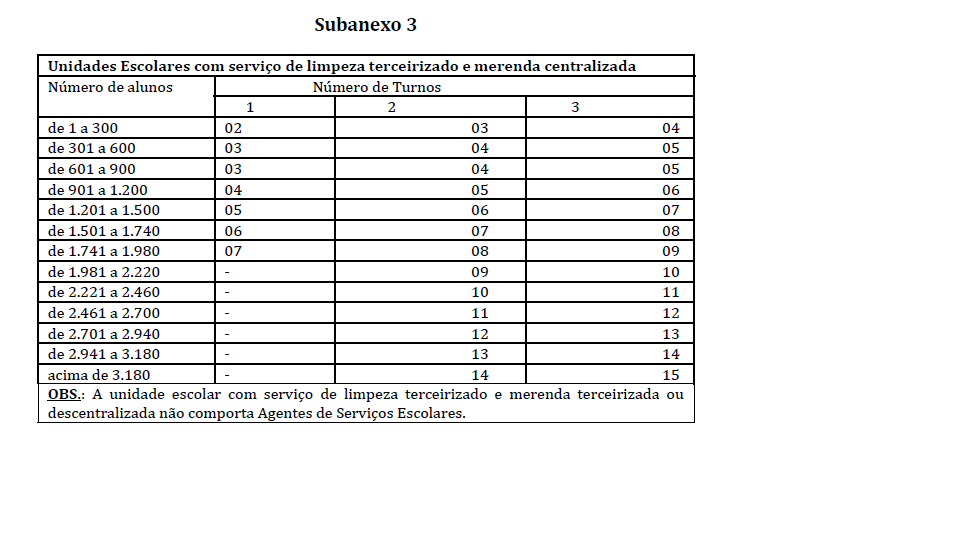 Subanexo 3
Unidades Escolares com serviço de limpeza terceirizado e merenda centralizada
Número de alunos Número de Turnos
1 2 3
de 1 a 300 02 03 04
de 301 a 600 03 04 05
de 601 a 900 03 04 05
de 901 a 1.200 04 05 06
de 1.201 a 1.500 05 06 07
de 1.501 a 1.740 06 07 08
de 1.741 a 1.980 07 08 09
de 1.981 a 2.220 - 09 10
de 2.221 a 2.460 - 10 11
de 2.461 a 2.700 - 11 12
de 2.701 a 2.940 - 12 13
de 2.941 a 3.180 - 13 14
acima de 3.180 - 14 15
OBS.: A unidade escolar com serviço de limpeza terceirizado e merenda terceirizada ou
descentralizada não comporta Agentes de Serviços Escolares.